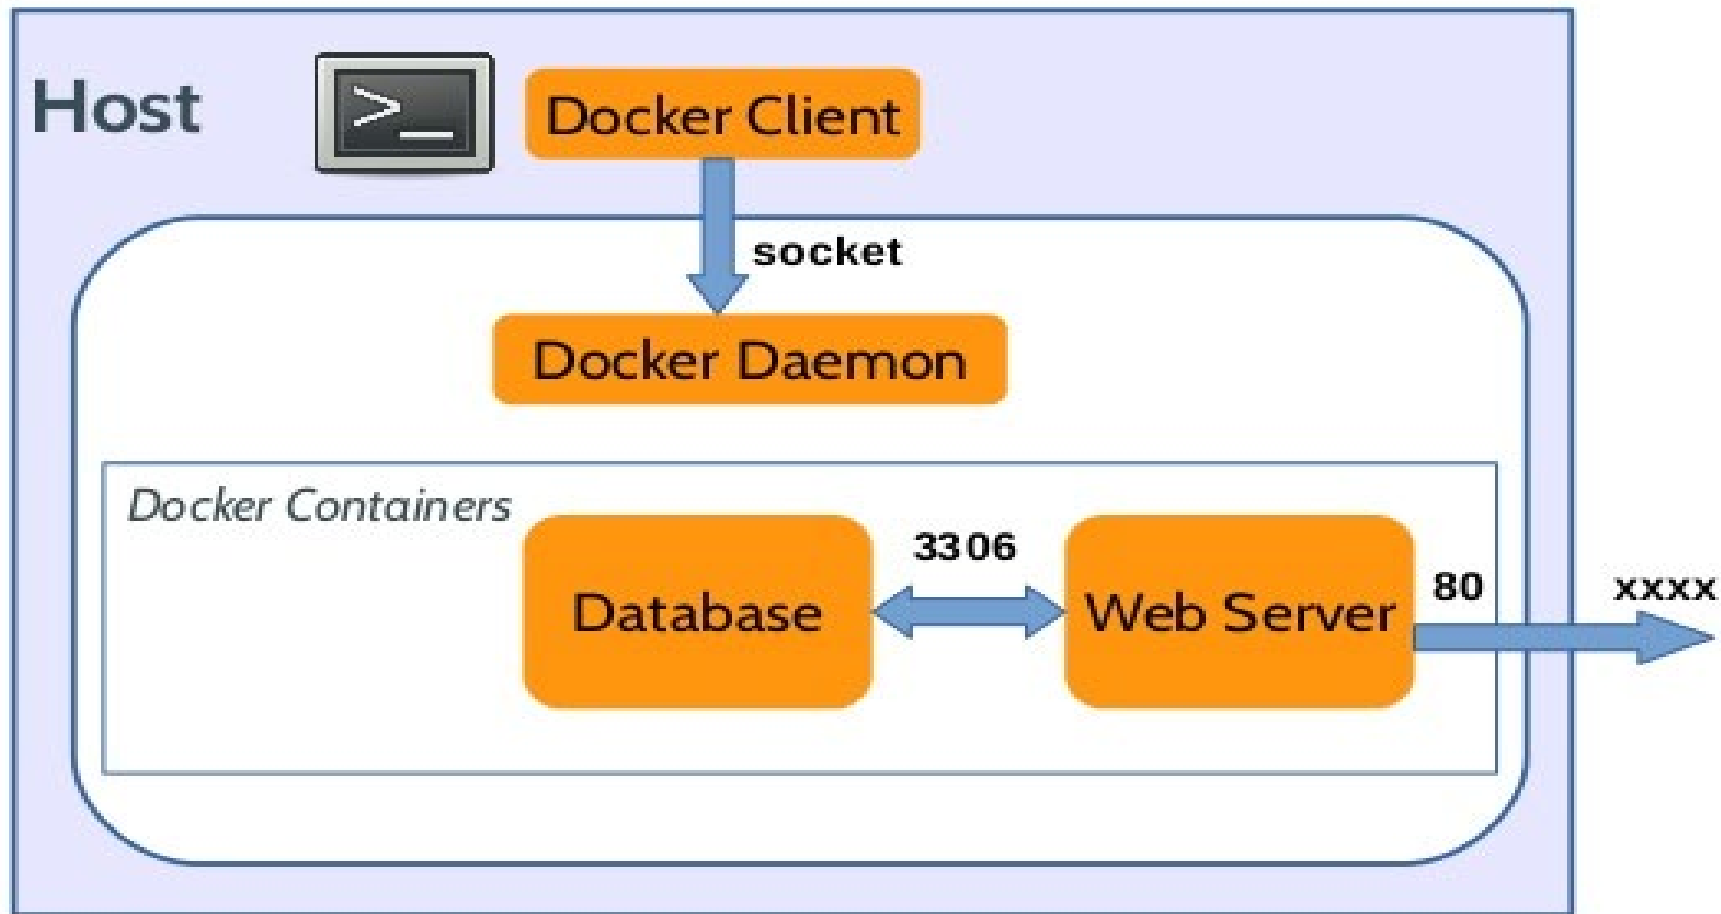 Host
>_
Docker Client
socket
Docker Daemon
Docker Containers
Database
3306
Web Server
80
xxxx